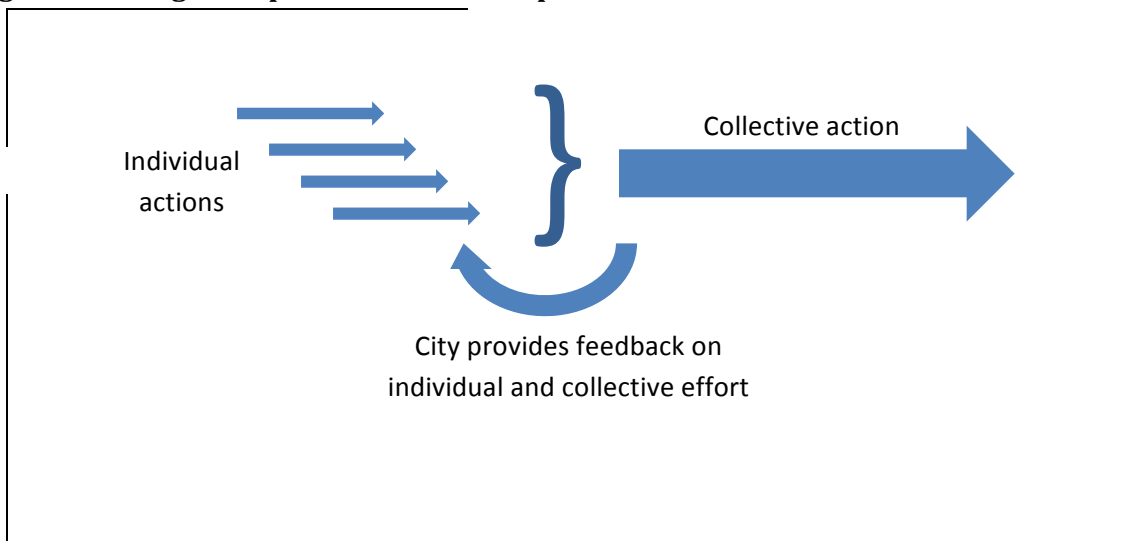 Collective action
Individual
actions
City provides feedback on
individual and collective effort